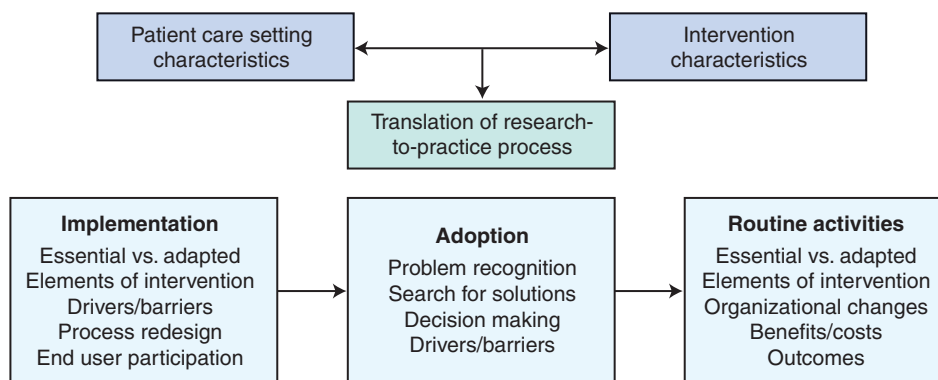 Patient care setting
characteristics
Intervention
characteristics
Translation of research-
to-practice process
Implementation
Essential vs. adapted
Elements of intervention
Drivers/barriers
Process redesign
End user participation
Adoption
Problem recognition
Search for solutions
Decision making
Drivers/barriers
Routine activities
Essential vs. adapted
Elements of intervention
Organizational changes
Benefits/costs
Outcomes